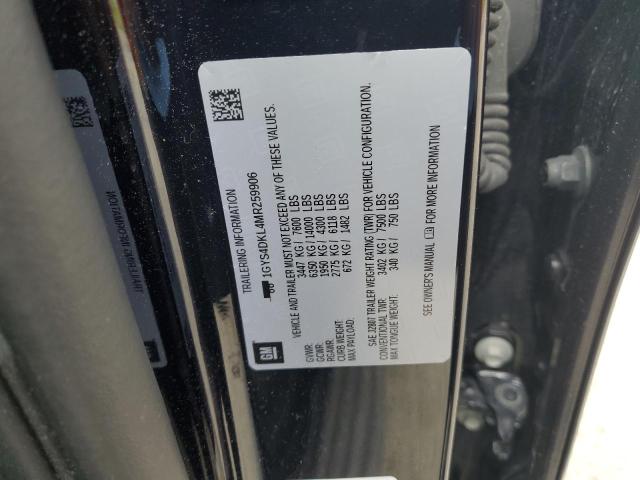 TRAILERING INFORMATION
1GYS4DKL4MR259906
VEHICLE AND TRAILER MUST NOT EXCEED ANY OF THESE VALUES.
GVWR: 3447 KG / 7600 LBS
GCWR: 6350 KG / 14000 LBS
RGAWR: 1950 KG / 4300 LBS
CURB WEIGHT: 2775 KG / 6118 LBS
MAX PAYLOAD: 672 KG / 1482 LBS
SAE J2807 TRAILER WEIGHT RATING (TWR) FOR VEHICLE CONFIGURATION.
CONVENTIONAL TWR: 3402 KG / 7500 LBS
MAX TONGUE WEIGHT: 340 KG / 750 LBS
SEE OWNER'S MANUAL FOR MORE INFORMATION
GM
TRAILERING INFORMATION